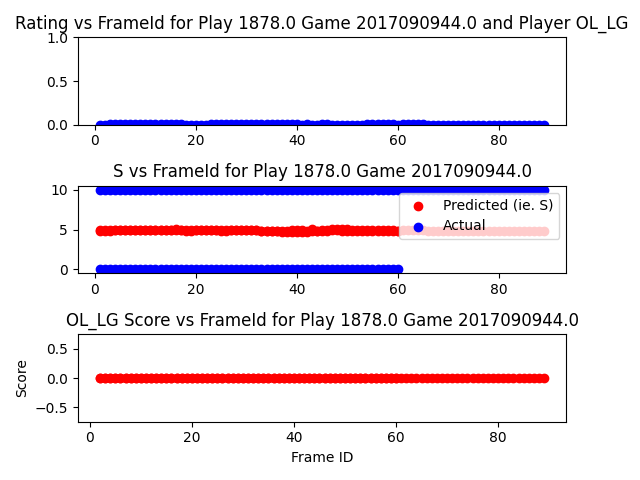 Rating vs FrameId for Play 1878.0 Game 2017090944.0 and Player OL_LG
1.0
0.5
0.0
0 20 40 60 80
S vs FrameId for Play 1878.0 Game 2017090944.0
10
5
0
Predicted (ie. S)
Actual
0 20 40 60 80
OL_LG Score vs FrameId for Play 1878.0 Game 2017090944.0
Score
0.5
0.0
−0.5
0 20 40 60 80
Frame ID